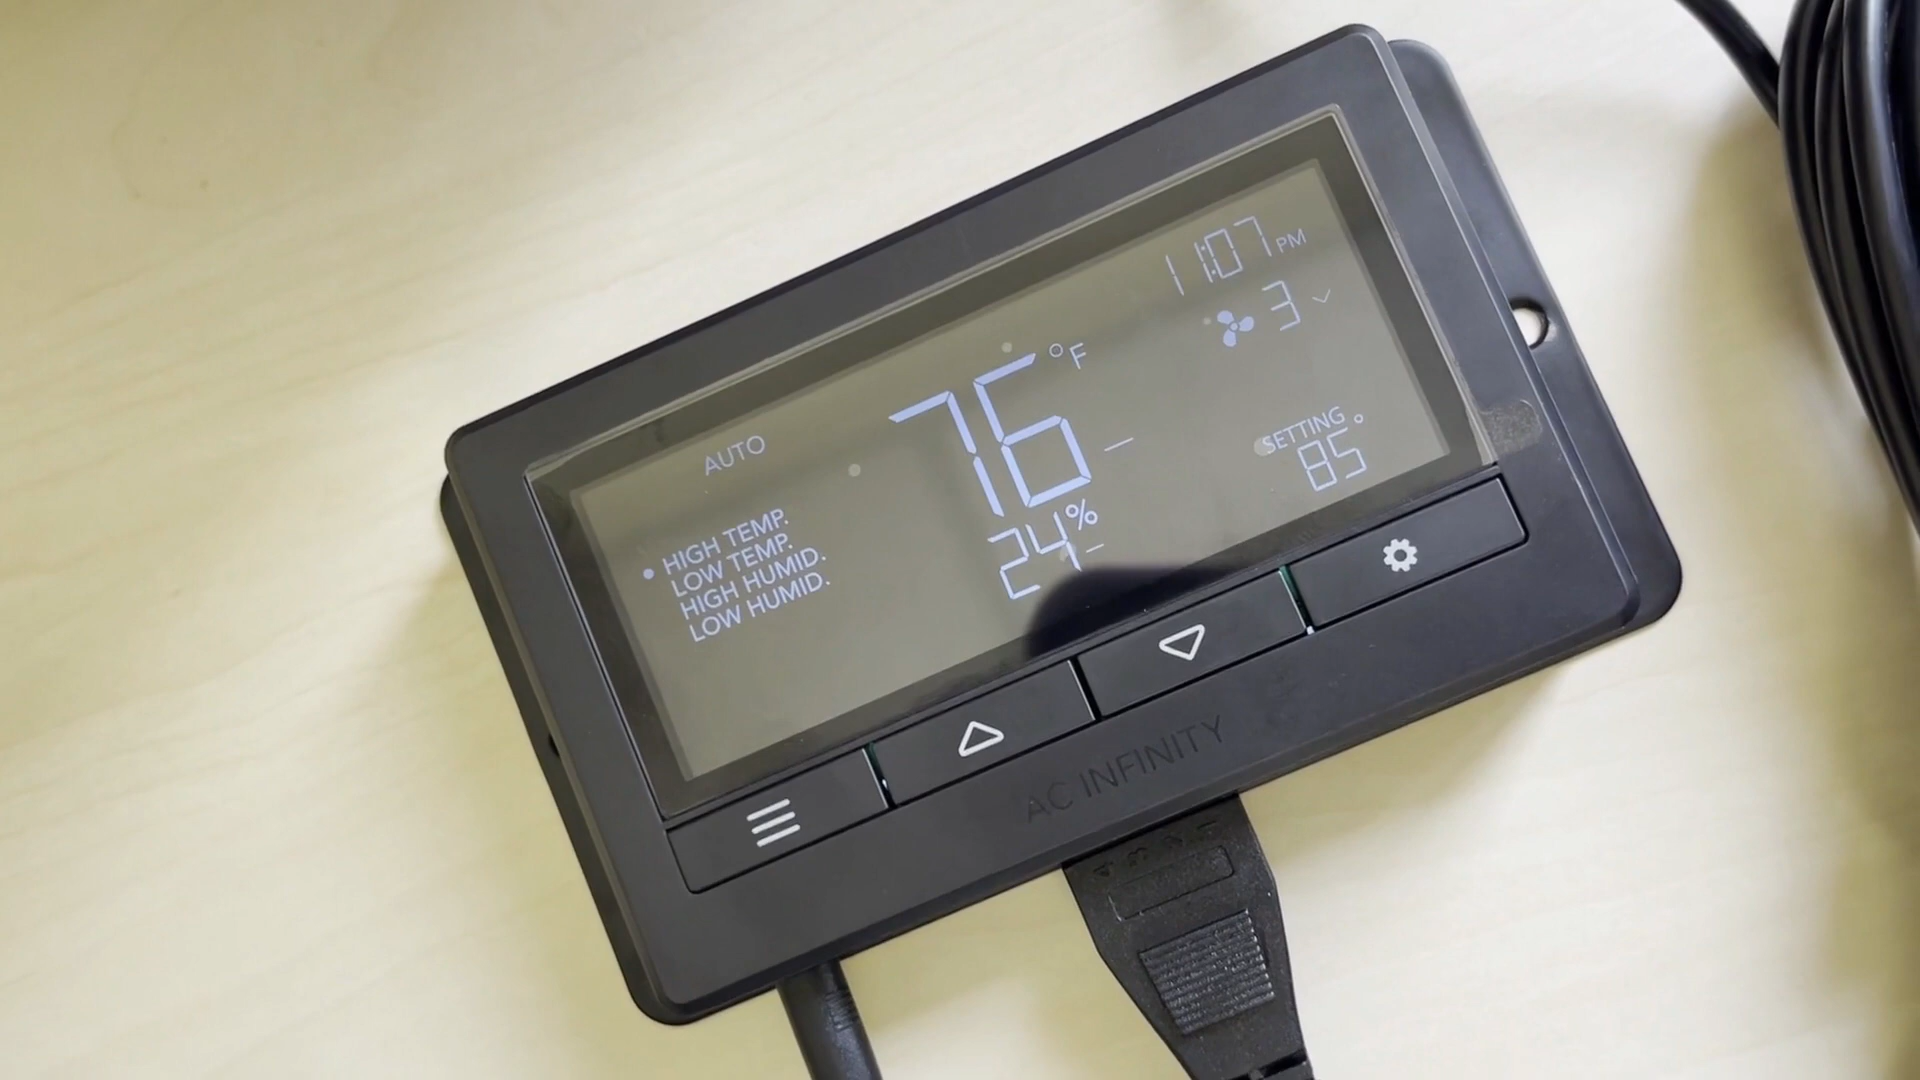 11:07 PM
3
AUTO
76 °F
SETTING
85°
HIGH TEMP.
LOW TEMP.
HIGH HUMID.
LOW HUMID.
24%
AC INFINITY